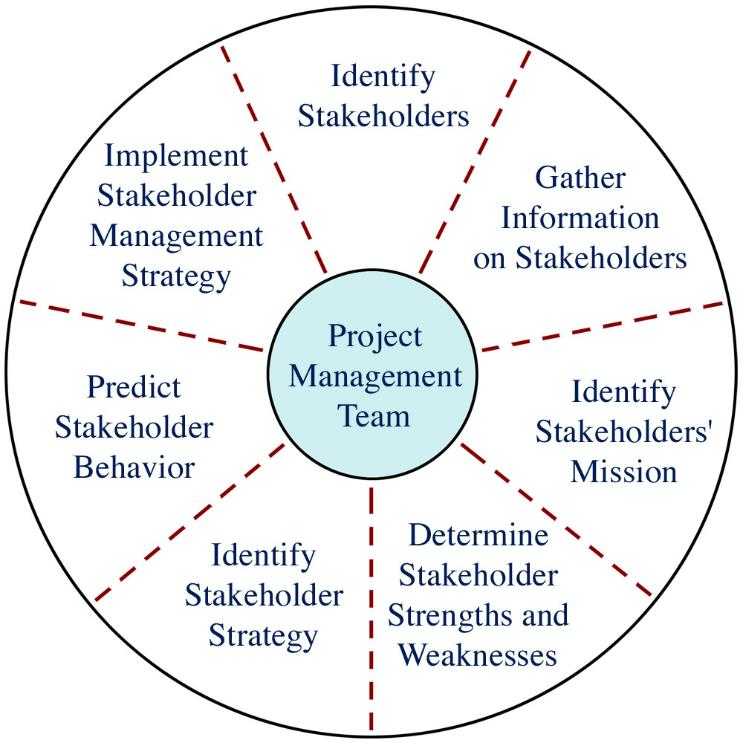 Identify
Stakeholders
Gather
Information
on Stakeholders
Identify
Stakeholders'
Mission
Determine
Stakeholder
Strengths and
Weaknesses
Identify
Stakeholder
Strategy
Predict
Stakeholder
Behavior
Implement
Stakeholder
Management
Strategy
Project
Management
Team